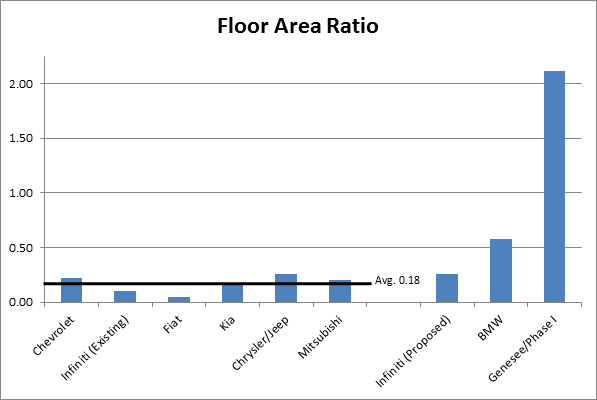 Floor Area Ratio
2.00
1.50
1.00
0.50
0.00
Avg. 0.18
Chevrolet
Infiniti (Existing)
Fiat
Kia
Chrysler/Jeep
Mitsubishi
Infiniti (Proposed)
BMW
Genesee/Phase I